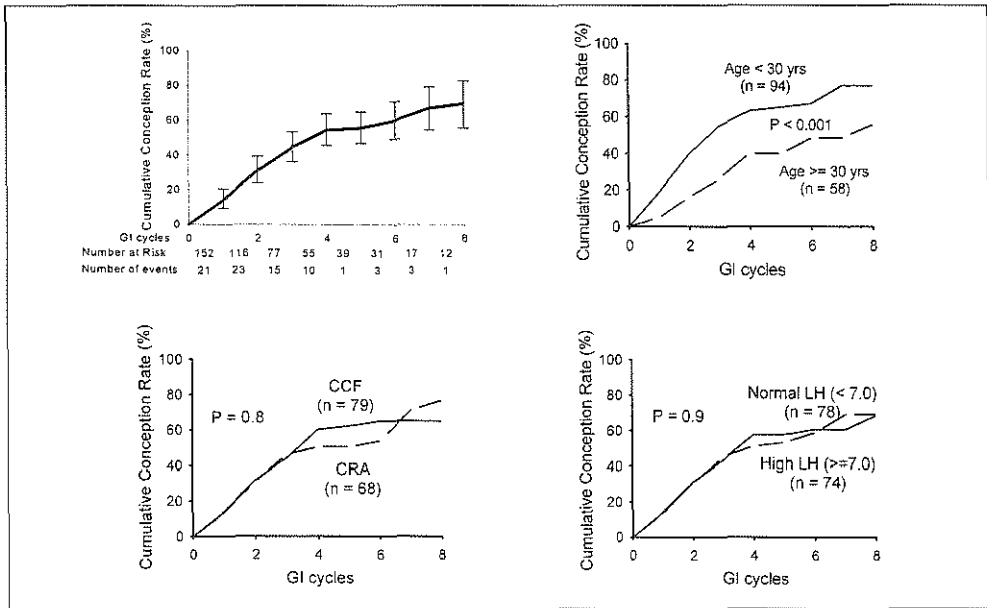 Cumulative Conception Rate (%)
100
80
60
40
20
0
2
4
6
8
GI cycles
Number at Risk 152 116 77 55 39 31 17 12
Number of events 21 23 15 10 1 3 3 1
Cumulative Conception Rate (%)
100
80
60
40
20
0
Age < 30 yrs
(n = 94)
P < 0.001
Age >= 30 yrs
(n = 58)
0 2 4 6 8
GI cycles
Cumulative Conception Rate (%)
100
80
60
40
20
0
P = 0.8
CCF
(n = 79)
CRA
(n = 68)
0 2 4 6 8
GI cycles
Cumulative Conception Rate (%)
100
80
60
40
20
0
P = 0.9
Normal LH (< 7.0)
(n = 78)
High LH (>=7.0)
(n = 74)
0 2 4 6 8
GI cycles